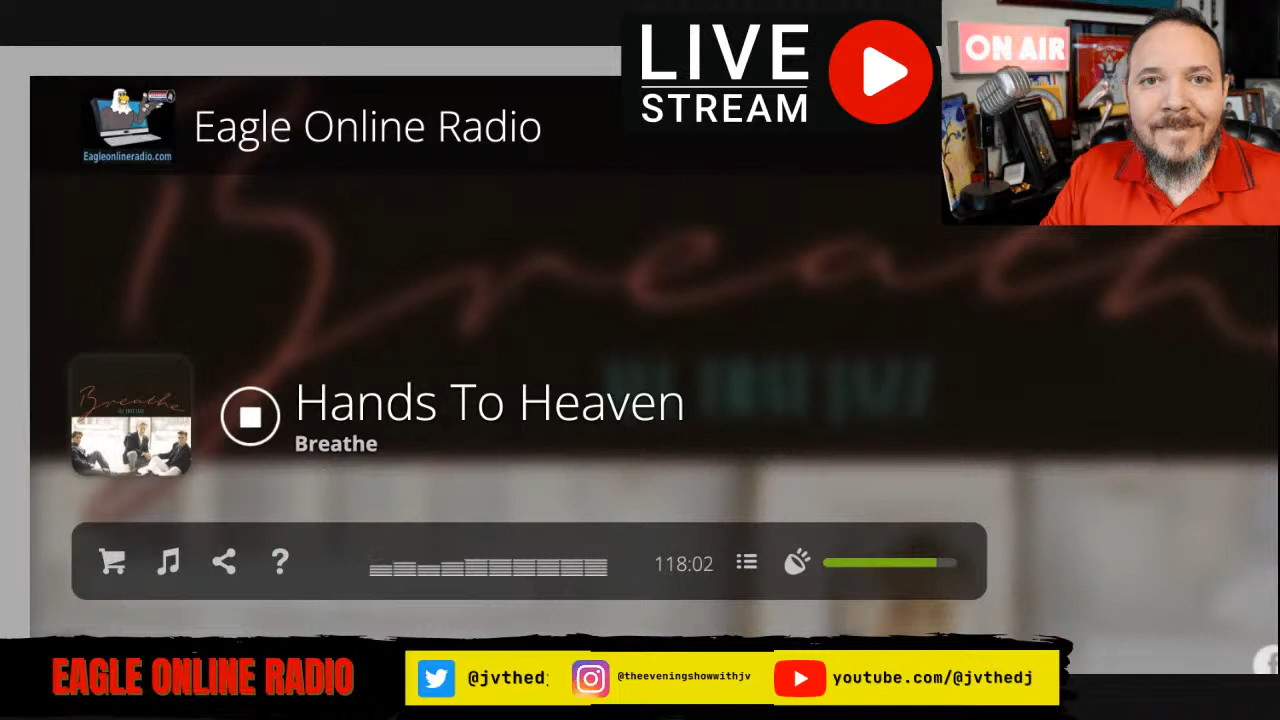 LIVE
STREAM
ON AIR
Eagle Online Radio
Eagleonlineradio.com
Breath
Breathe
Hands To Heaven
Breathe
?
118:02
EAGLE ONLINE RADIO
@jvthedj
@theeveningshowwithjv
youtube.com/@jvthedj